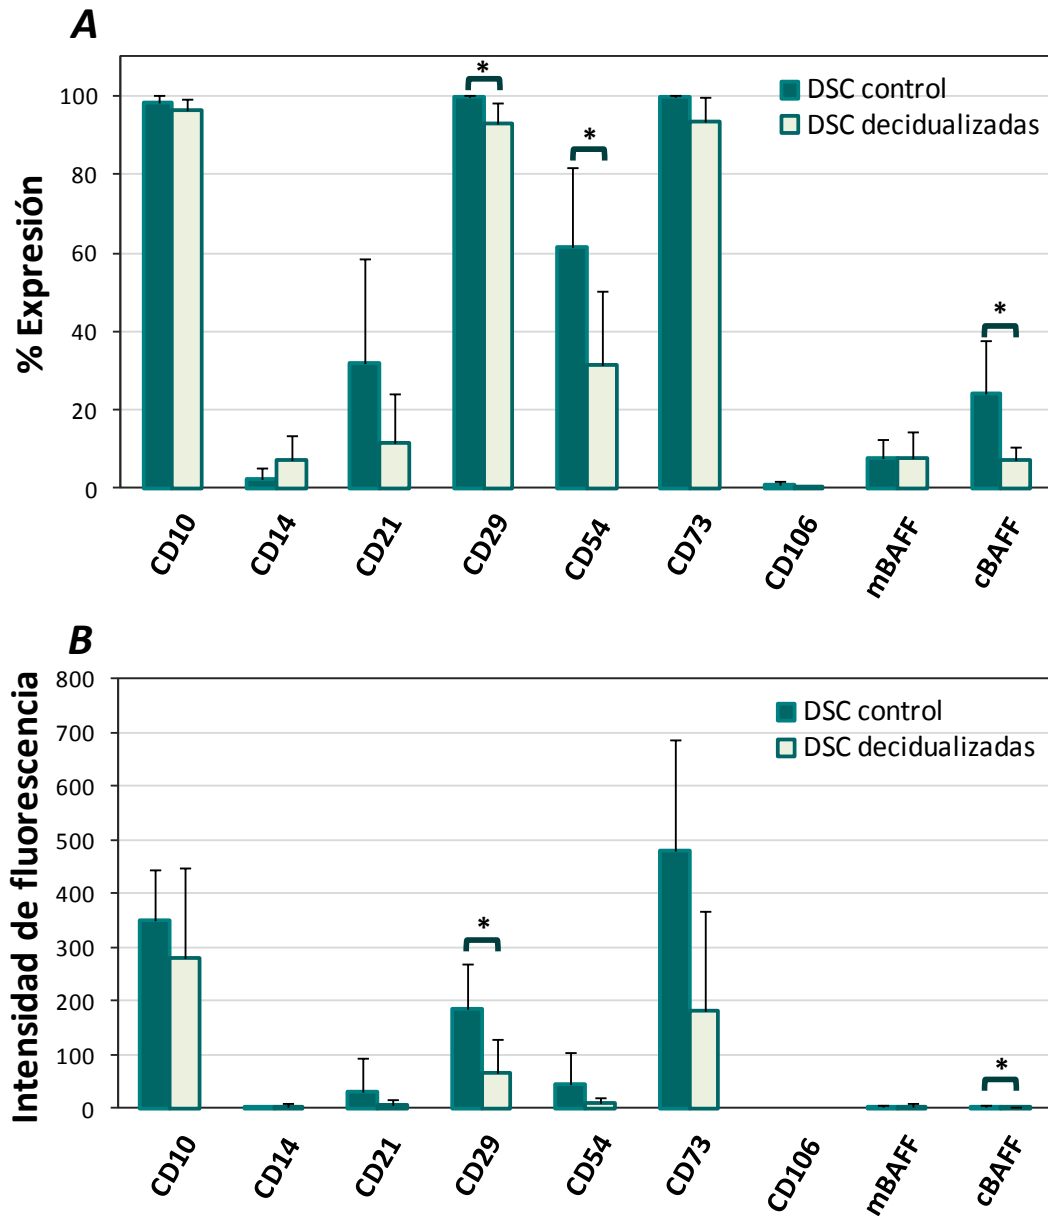 A
% Expresión
100
80
60
40
20
0
*
*
*
DSC control
DSC decidualizadas
CD10
CD14
CD21
CD29
CD54
CD73
CD106
mBAFF
cBAFF
B
Intensidad de fluorescencia
800
700
600
500
400
300
200
100
0
*
*
DSC control
DSC decidualizadas
CD10
CD14
CD21
CD29
CD54
CD73
CD106
mBAFF
cBAFF